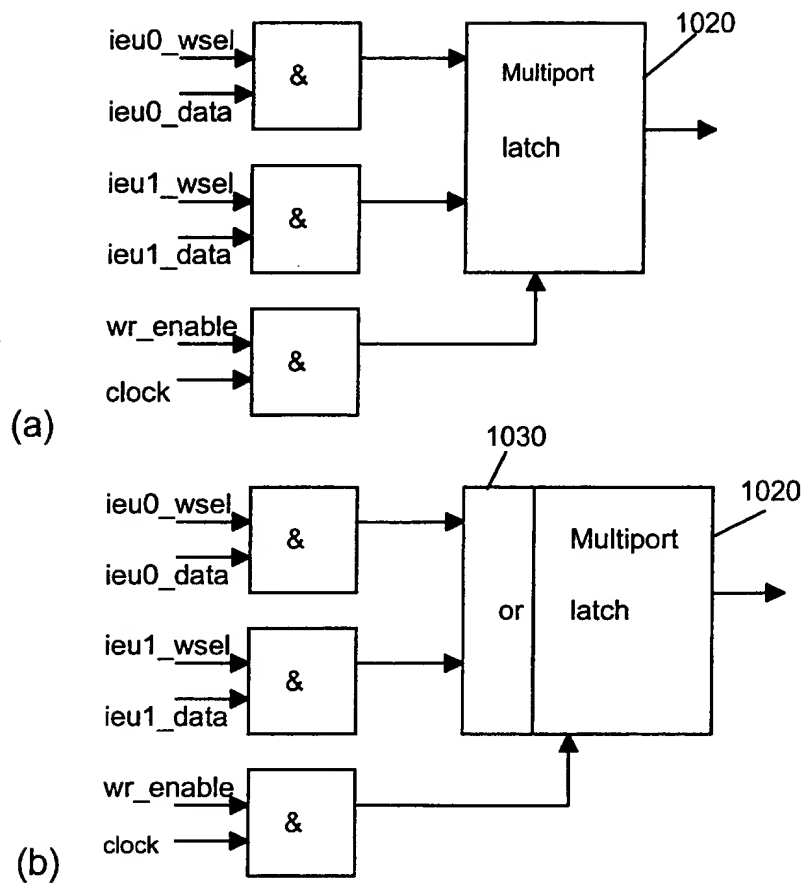 ieu0_wsel
ieu0_data
&
ieu1_wsel
ieu1_data
&
wr_enable
clock
&
Multiport
latch
1020
(a)
ieu0_wsel
ieu0_data
&
ieu1_wsel
ieu1_data
&
wr_enable
clock
&
1030
or
Multiport
latch
1020
(b)